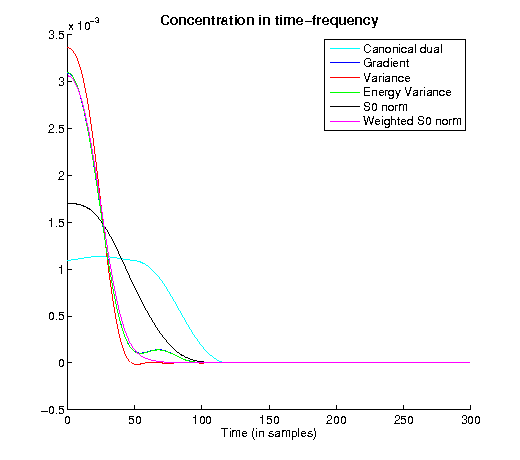 Concentration in time−frequency
x 10⁻³
3.5
3
2.5
2
1.5
1
0.5
0
−0.5
Canonical dual
Gradient
Variance
Energy Variance
S0 norm
Weighted S0 norm
0 50 100 150 200 250 300
Time (in samples)